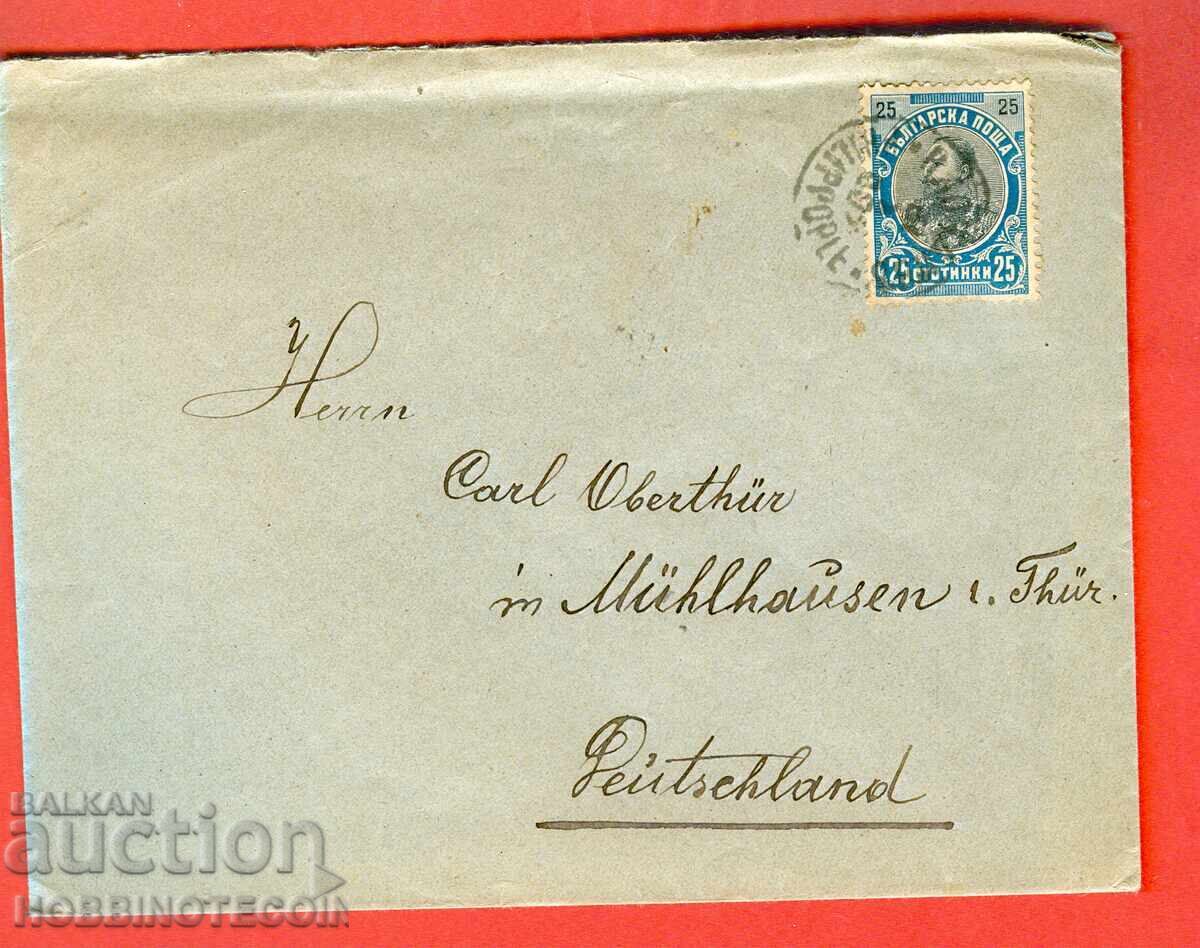 25 25
БЪЛГАРСКА ПОЩА
25 СТОТИНКИ 25
Herrn
Carl Oberthür
in Mühlhausen i. Thür.
Deutschland
BALKAN
auction
HOBBINOTECOIN